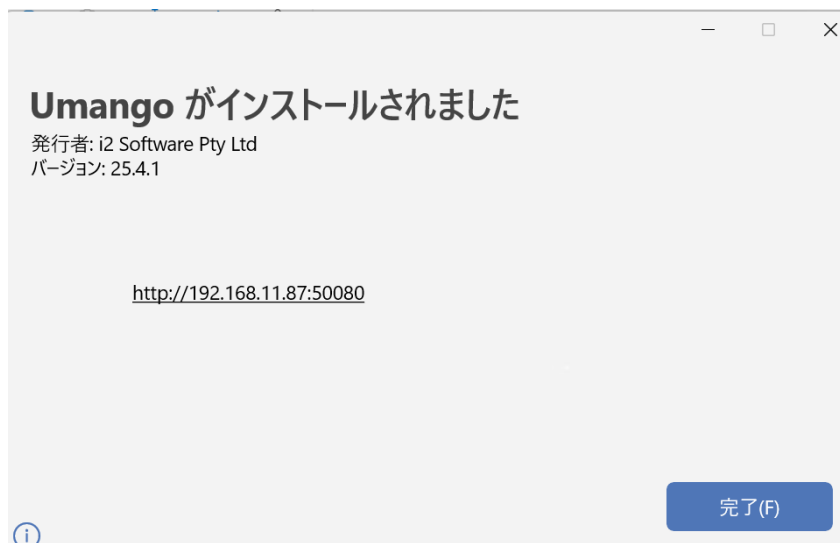 Umango がインストールされました
発行者: i2 Software Pty Ltd
バージョン: 25.4.1
http://192.168.11.87:50080
完了(F)